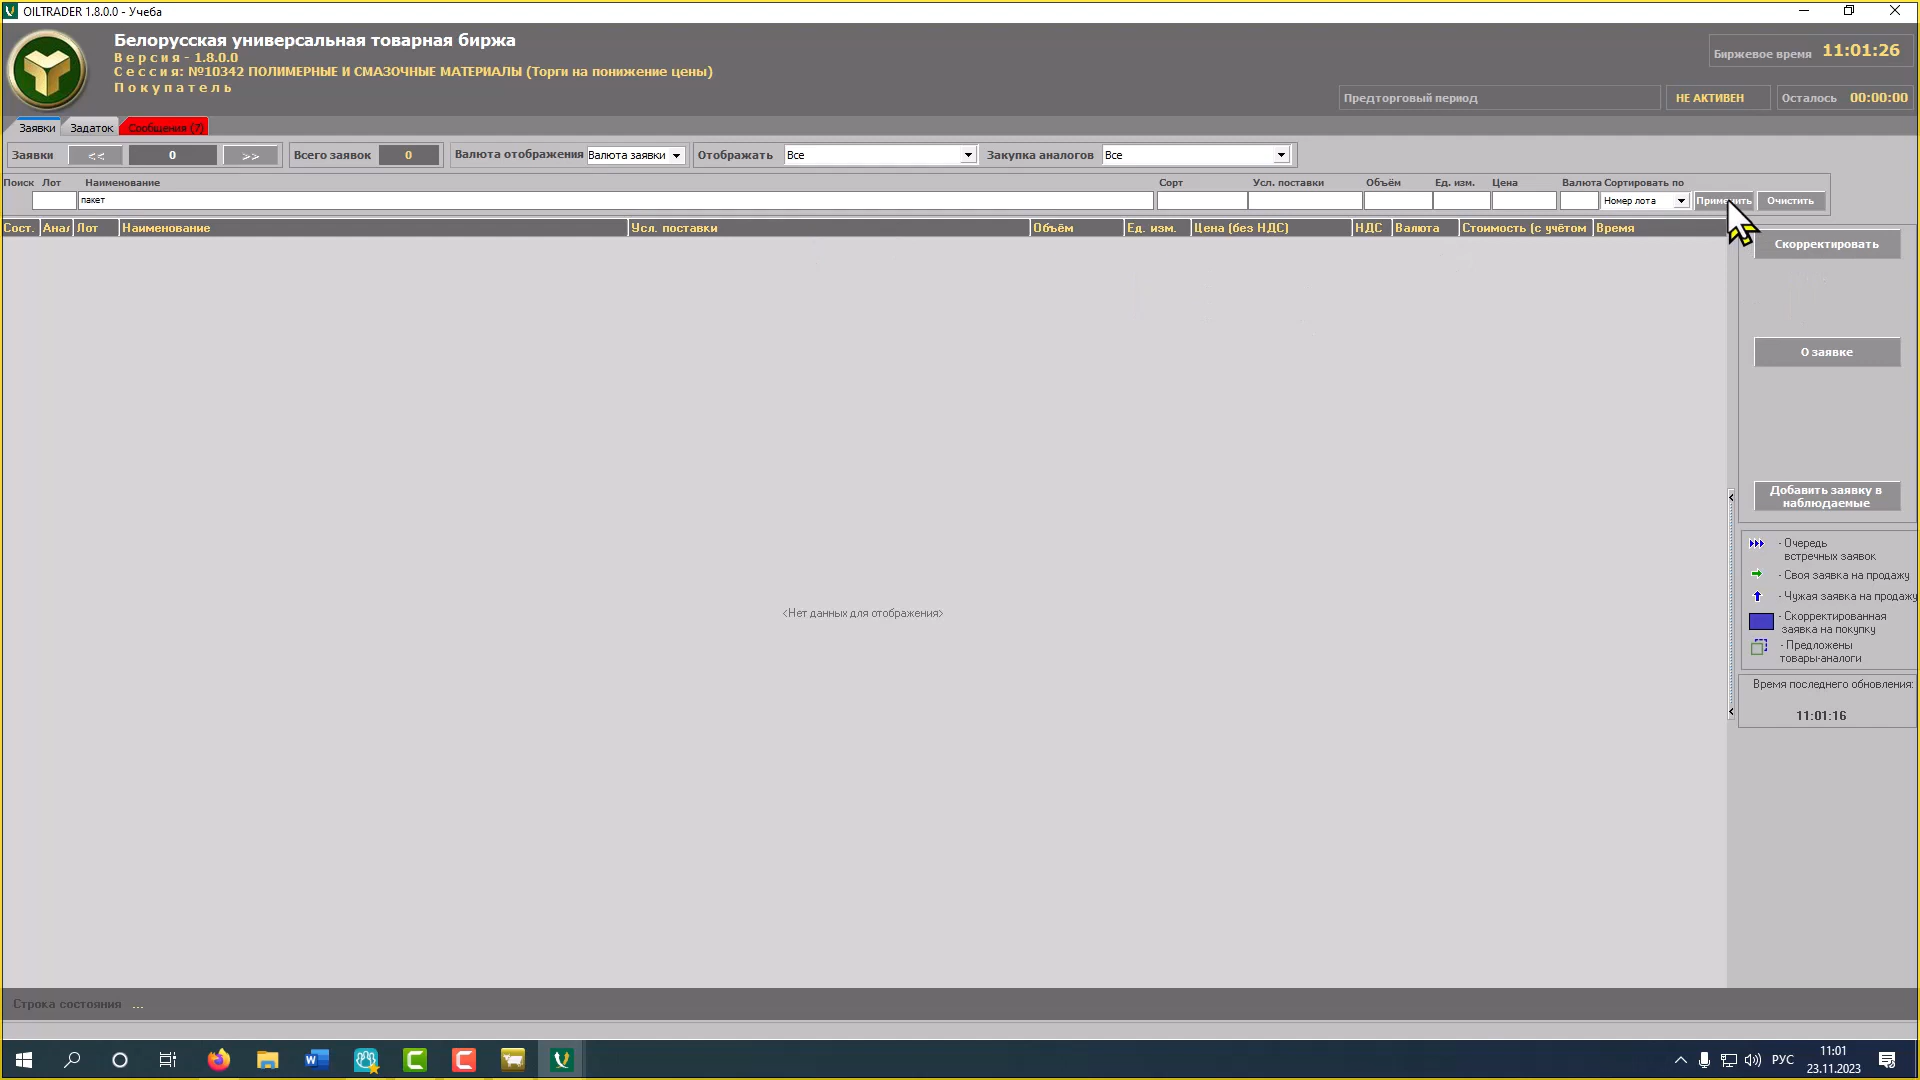 OILTRADER 1.8.0.0 - Учеба
Белорусская универсальная товарная биржа
Версия - 1.8.0.0
Сессия: №10342 ПОЛИМЕРНЫЕ И СМАЗОЧНЫЕ МАТЕРИАЛЫ (Торги на понижение цены)
Покупатель
Биржевое время 11:01:26
Предторговый период НЕ АКТИВЕН Осталось 00:00:00
Заявки Задаток Сообщения (7)
Заявки << 0 >> Всего заявок 0 Валюта отображения Валюта заявки Отображать Все Закупка аналогов Все
Поиск Лот Наименование Сорт Усл. поставки Объём Ед. изм. Цена Валюта Сортировать по
пакет Номер лота Применить Очистить
Сост. Анал Лот Наименование Усл. поставки Объём Ед. изм. Цена (без НДС) НДС Валюта Стоимость (с учётом Время
Скорректировать
О заявке
Добавить заявку в
наблюдаемые
- Очередь
встречных заявок
- Своя заявка на продажу
- Чужая заявка на продажу
- Скорректированная
заявка на покупку
- Предложены
товары-аналоги
Время последнего обновления:
11:01:16
<Нет данных для отображения>
Строка состояния ...
РУС
11:01
23.11.2023